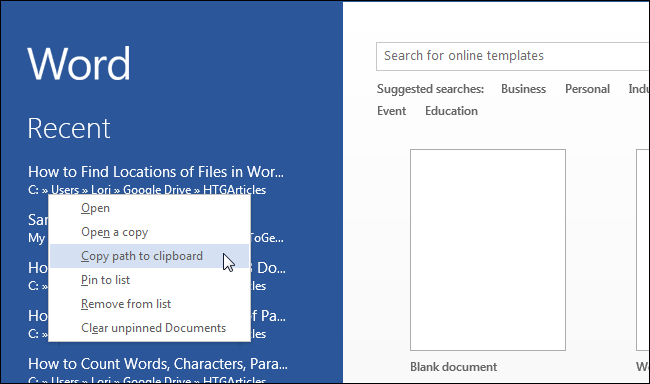 Word
Recent
How to Find Locations of Files in Wor...
C: » Users » Lori » Google Drive » HTGArticles
Open
Open a copy
Copy path to clipboard
Pin to list
Remove from list
Clear unpinned Documents
San
My
ToGe...
Ho
3 Do...
C: »
Ho
of Pa...
C: »
How to Count Words, Characters, Para...
C: » Users » Lori » Google Drive » HTGArticles
Search for online templates
Suggested searches: Business Personal Indu
Event Education
Blank document